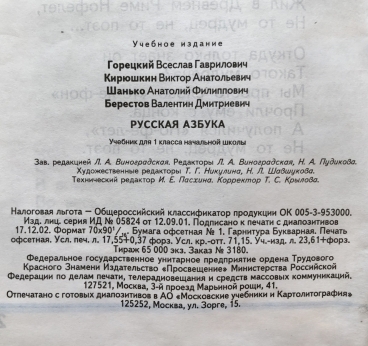 Учебное издание
Горецкий Всеслав Гаврилович
Кирюшкин Виктор Анатольевич
Шанько Анатолий Филиппович
Берестов Валентин Дмитриевич
РУССКАЯ АЗБУКА
Учебник для 1 класса начальной школы
Зав. редакцией Л. А. Виноградская. Редакторы Л. А. Виноградская, Н. А. Пудикова.
Художественные редакторы Т. Г. Никулина, Н. Л. Шавшукова.
Технический редактор И. Е. Пасхина. Корректор Т. С. Крылова.
Налоговая льгота – Общероссийский классификатор продукции ОК 005-3-953000.
Изд. лиц. серия ИД № 05824 от 12.09.01. Подписано к печати с диапозитивов
17.12.02. Формат 70x90¹/ . Бумага офсетная № 1. Гарнитура Букварная. Печать
офсетная. Усл. печ. л. 17,55+0,37 форз. Усл. кр.-отт. 71,15. Уч.-изд. л. 23,61+форз.
Тираж 65 000 экз. Заказ № 3180.
Федеральное государственное унитарное предприятие ордена Трудового
Красного Знамени Издательство «Просвещение» Министерства Российской
Федерации по делам печати, телерадиовещания и средств массовых коммуникаций.
127521, Москва, 3-й проезд Марьиной рощи, 41.
Отпечатано с готовых диапозитивов в АО «Московские учебники и Картолитография»
125252, Москва, ул. Зорге, 15.